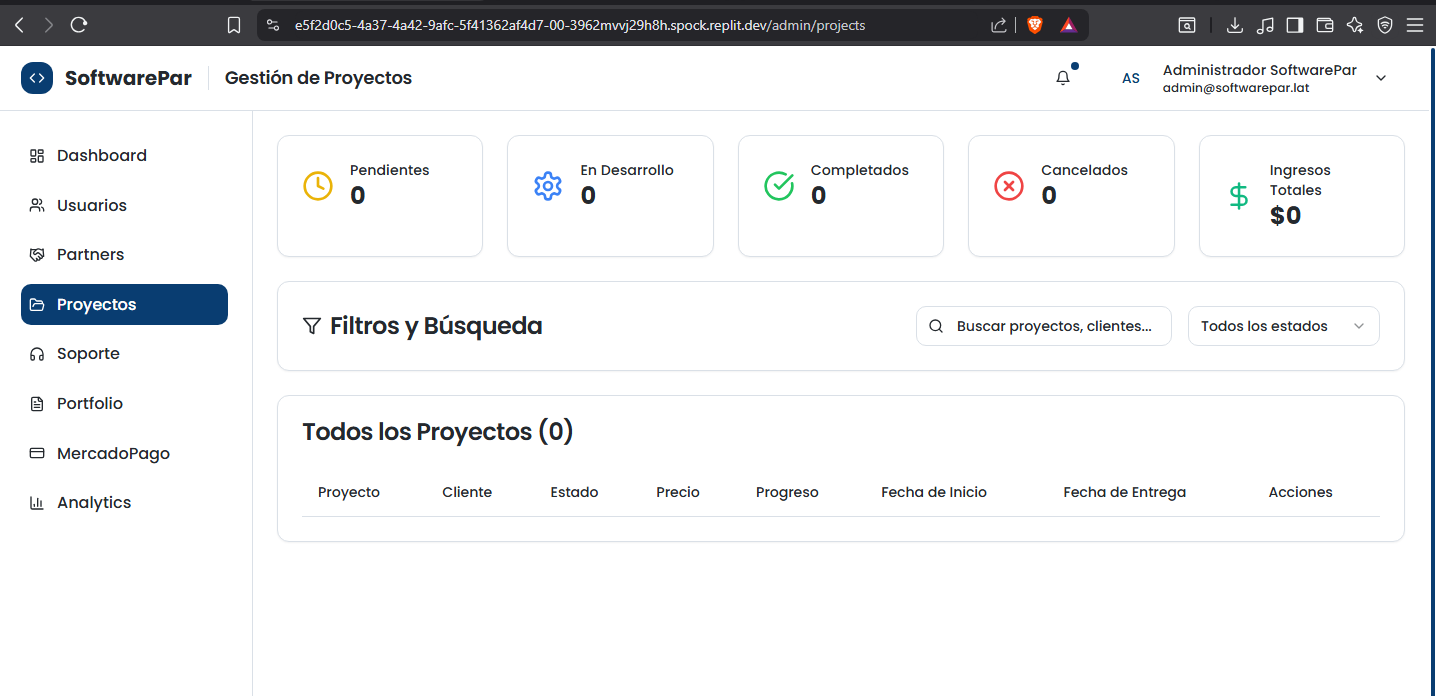 e5f2d0c5-4a37-4a42-9afc-5f41362af4d7-00-3962mvvj29h8h.spock.replit.dev/admin/projects
SoftwarePar
Gestión de Proyectos
AS
Administrador SoftwarePar
admin@softwarepar.lat
Dashboard
Usuarios
Partners
Proyectos
Soporte
Portfolio
MercadoPago
Analytics
Pendientes
0
En Desarrollo
0
Completados
0
Cancelados
0
Ingresos
Totales
$0
Filtros y Búsqueda
Buscar proyectos, clientes...
Todos los estados
Todos los Proyectos (0)
Proyecto Cliente Estado Precio Progreso Fecha de Inicio Fecha de Entrega Acciones